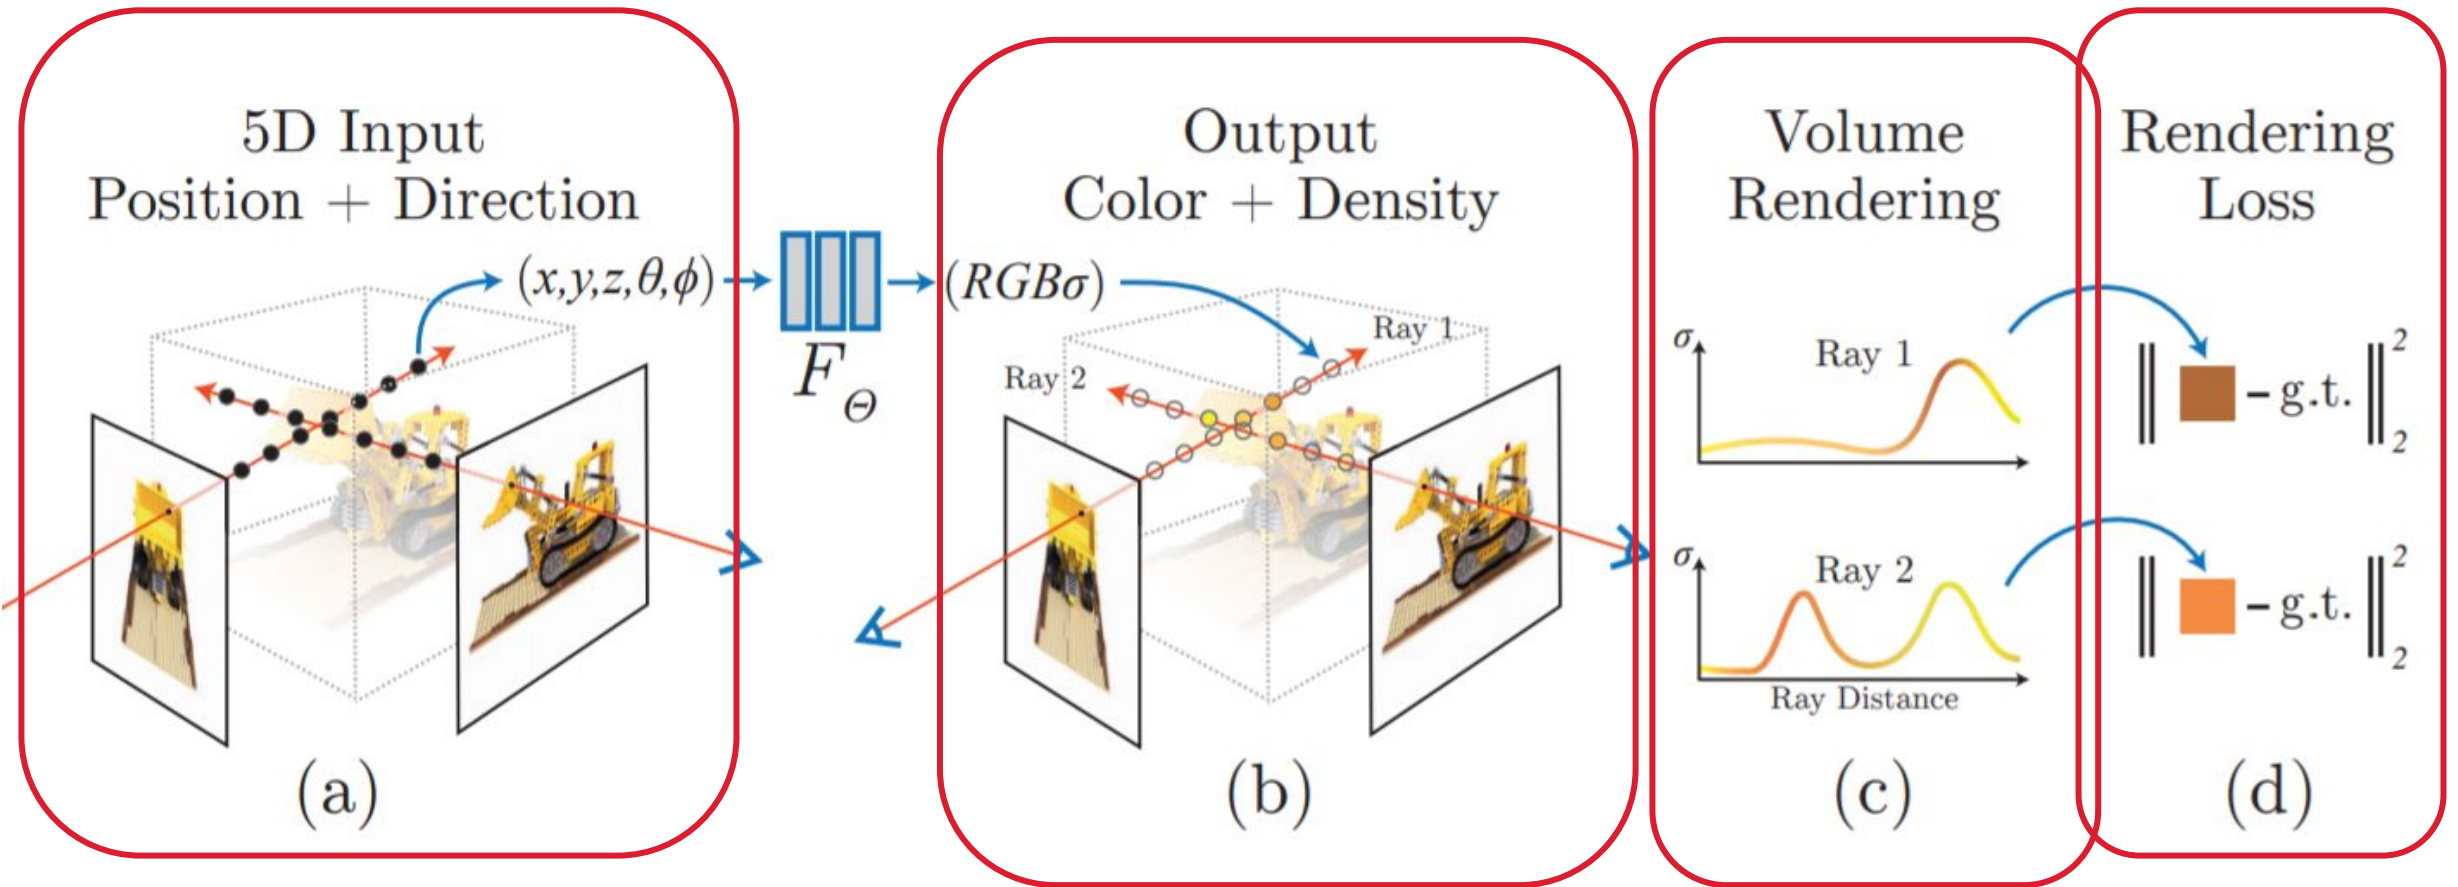 5D Input
Position + Direction
(x,y,z,θ,ϕ)
F_Θ
(a)
Output
Color + Density
(RGBσ)
Ray 1
Ray 2
(b)
Volume
Rendering
σ
Ray 1
σ
Ray 2
Ray Distance
(c)
Rendering
Loss
‖ – g.t. ‖²₂
‖ – g.t. ‖²₂
(d)